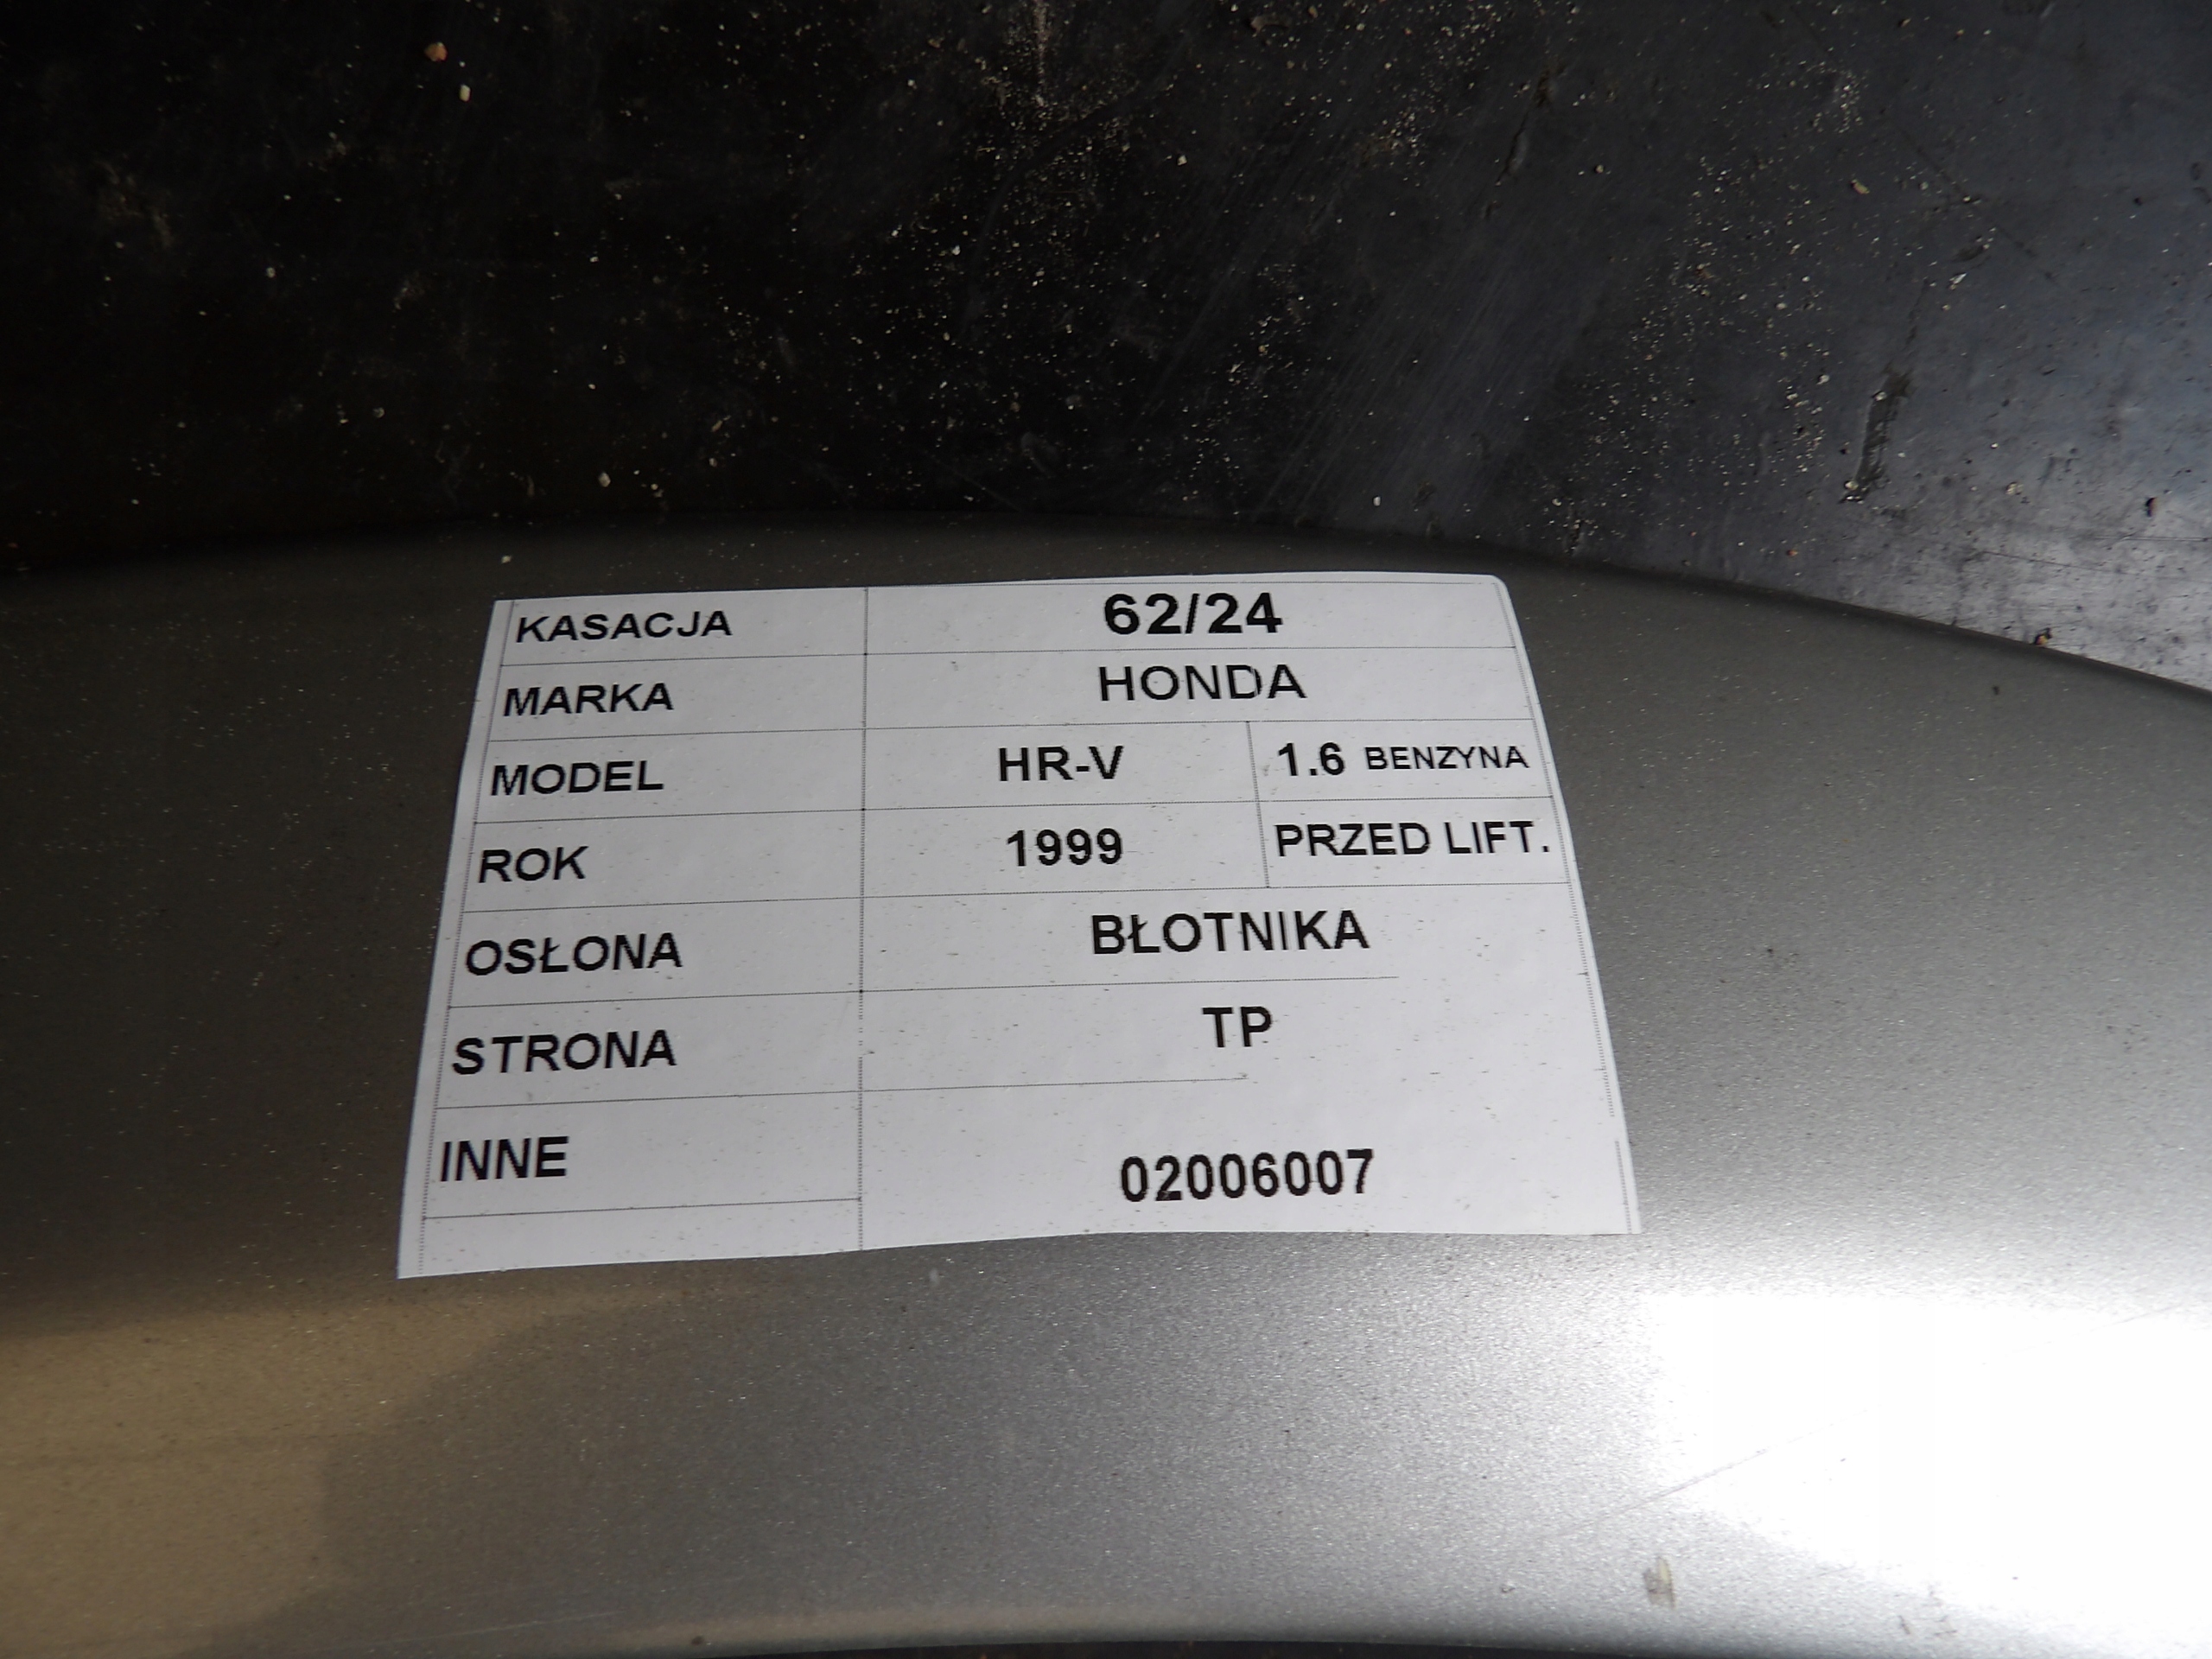 KASACJA 62/24
MARKA HONDA
MODEL HR-V 1.6 BENZYNA
ROK 1999 PRZED LIFT.
OSŁONA BŁOTNIKA
STRONA TP
INNE 02006007